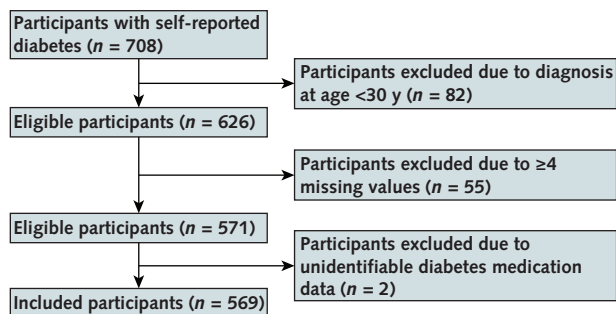 Participants with self-reported
diabetes (n = 708)
Participants excluded due to diagnosis
at age <30 y (n = 82)
Eligible participants (n = 626)
Participants excluded due to ≥4
missing values (n = 55)
Eligible participants (n = 571)
Participants excluded due to
unidentifiable diabetes medication
data (n = 2)
Included participants (n = 569)